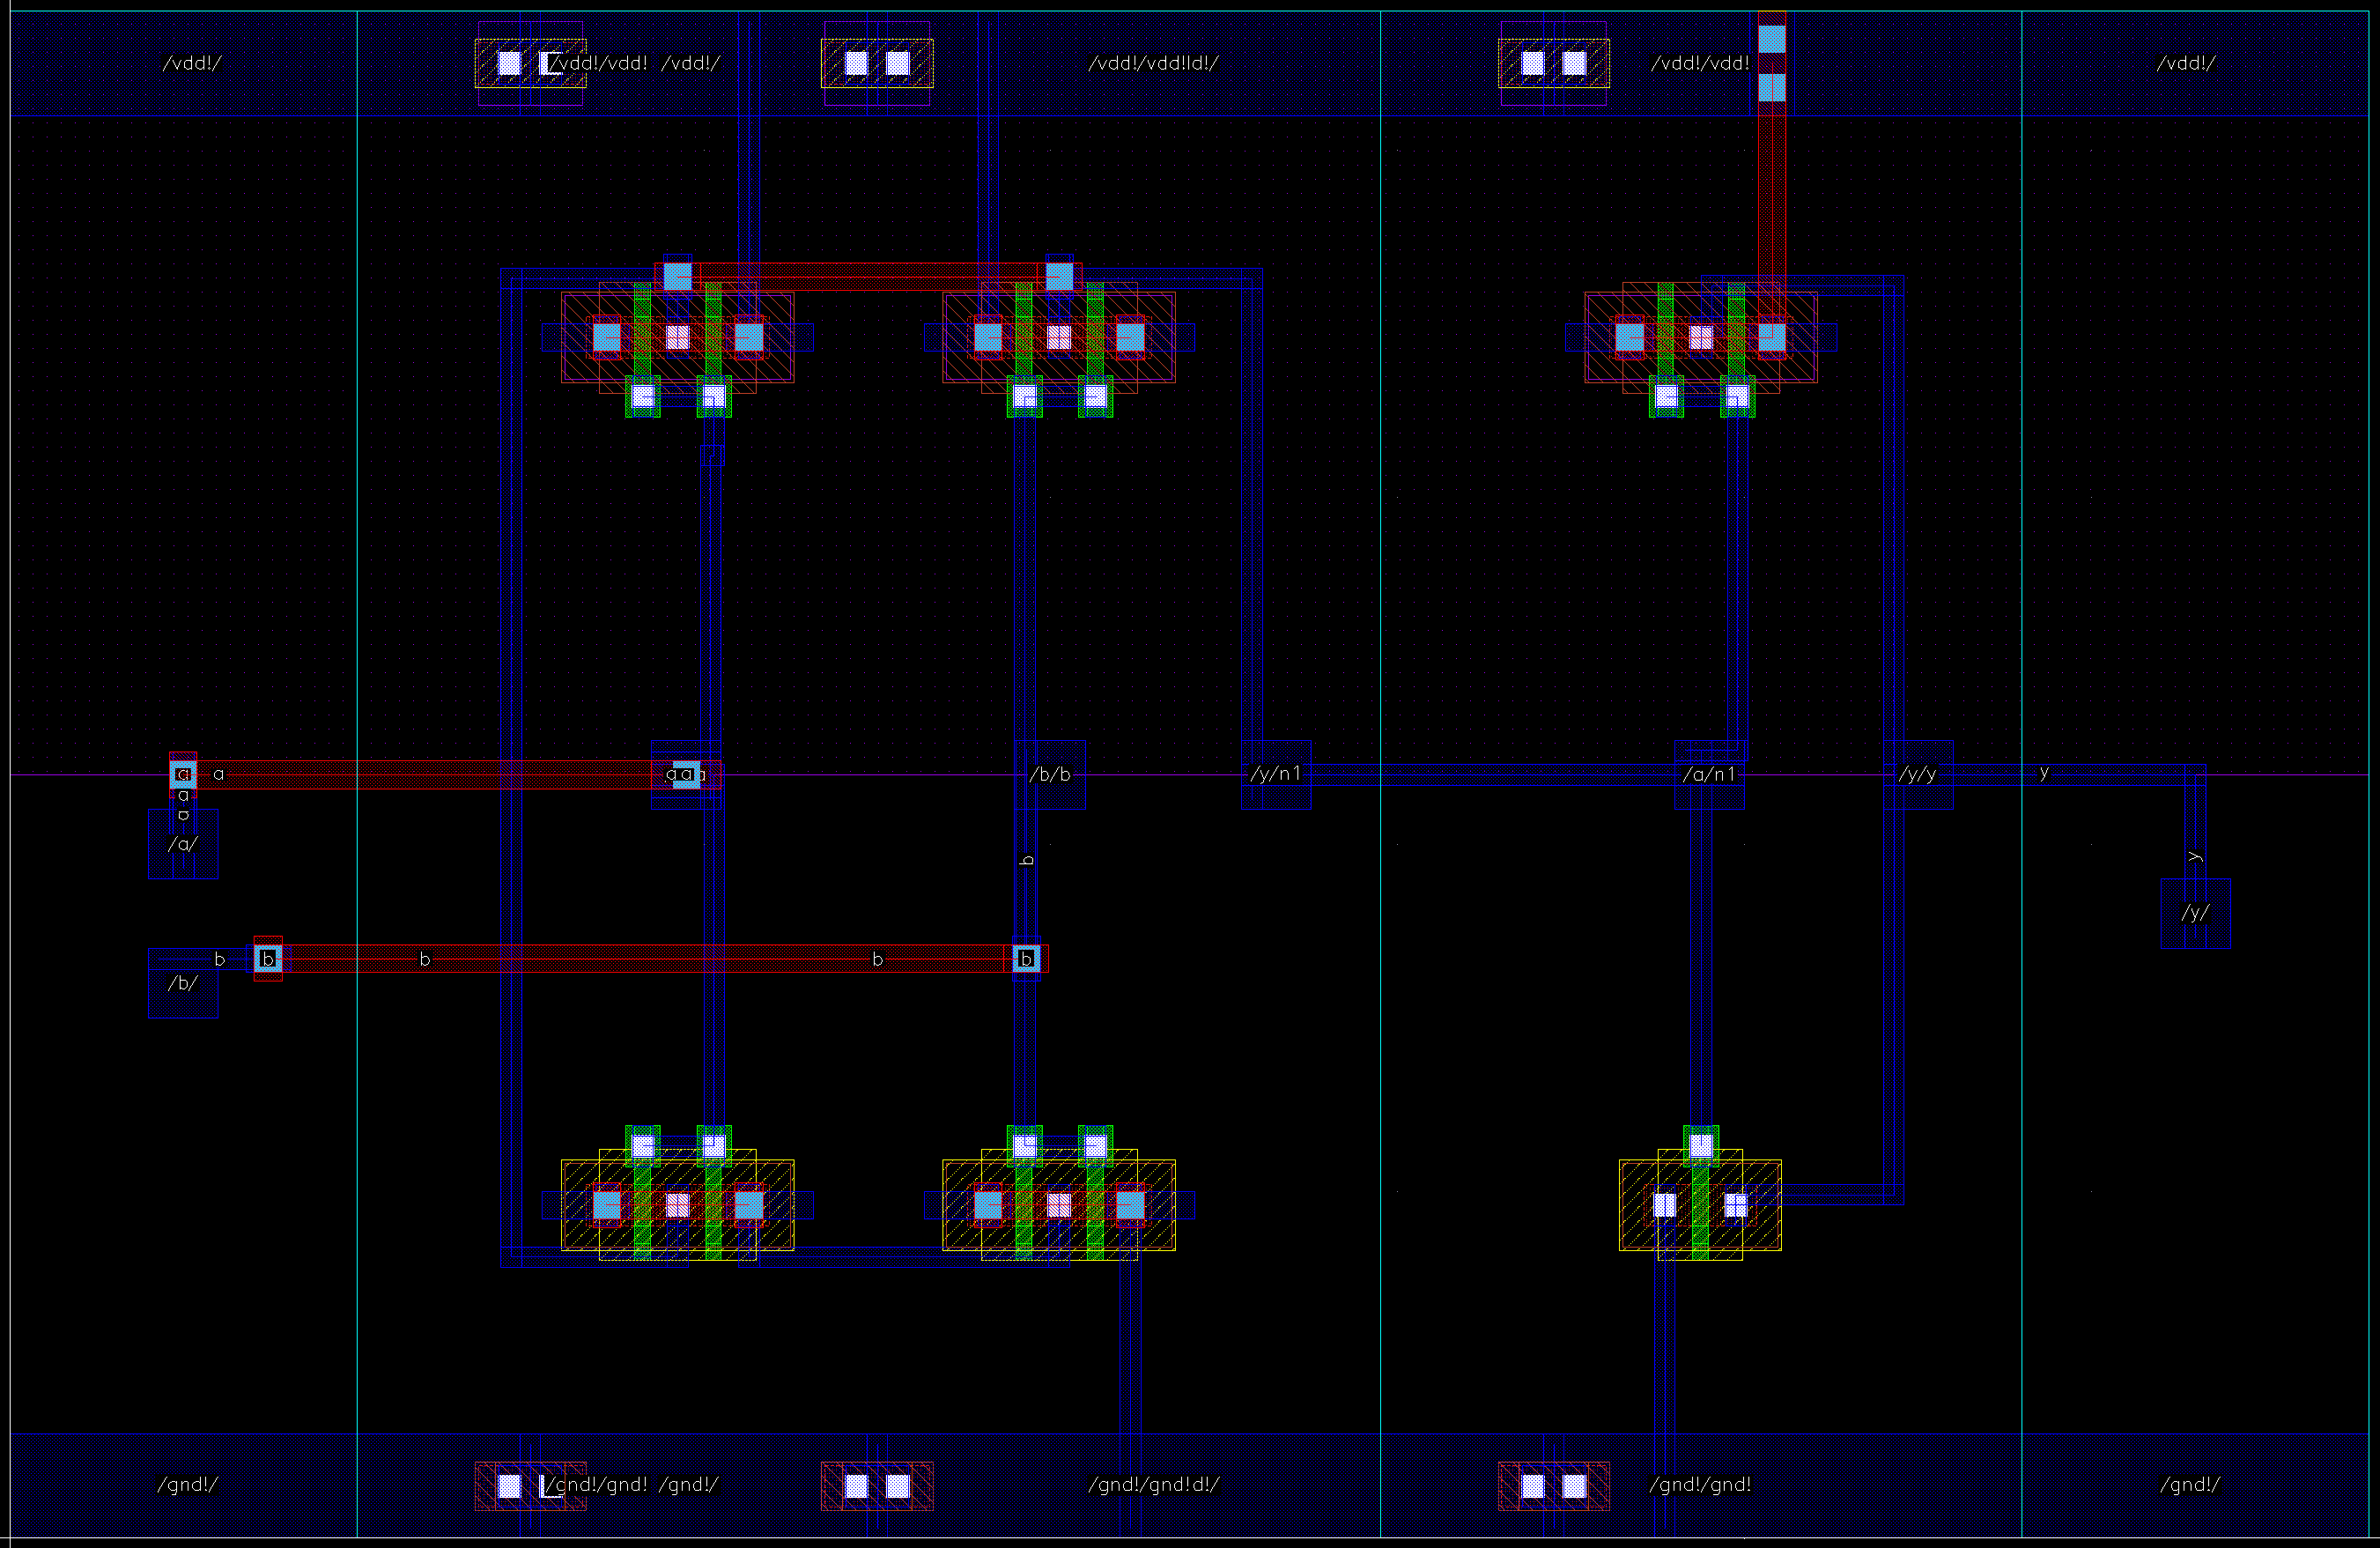 /vdd!/ /vdd!/vdd! /vdd!/ /vdd!/vdd!ld!/ /vdd!/vdd! /vdd!/
a a a a /b/b /y/n1 /a/n1 /y/y y
a
a
/a/
b
y
/y/
b b b b b
/b/
/gnd!/ /gnd!/gnd! /gnd!/ /gnd!/gnd!d!/ /gnd!/gnd! /gnd!/